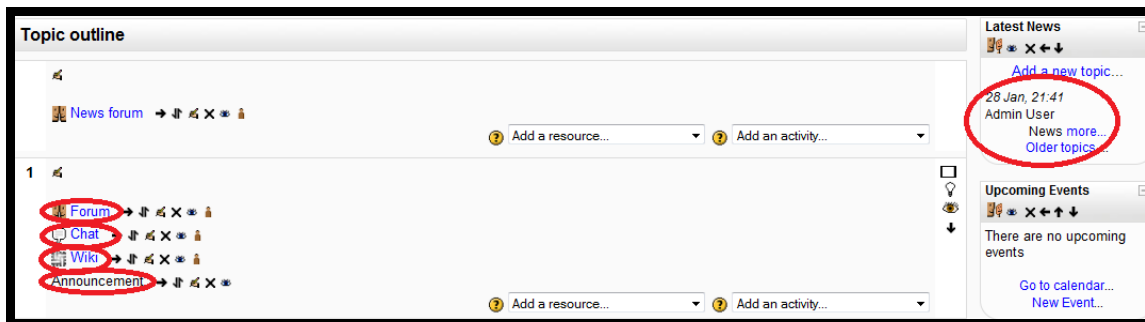 Topic outline
News forum
Add a resource... Add an activity...
1
Forum
Chat
Wiki
Announcement
Add a resource... Add an activity...
Latest News
Add a new topic...
28 Jan, 21:41
Admin User
News more...
Older topics ...
Upcoming Events
There are no upcoming
events
Go to calendar...
New Event...